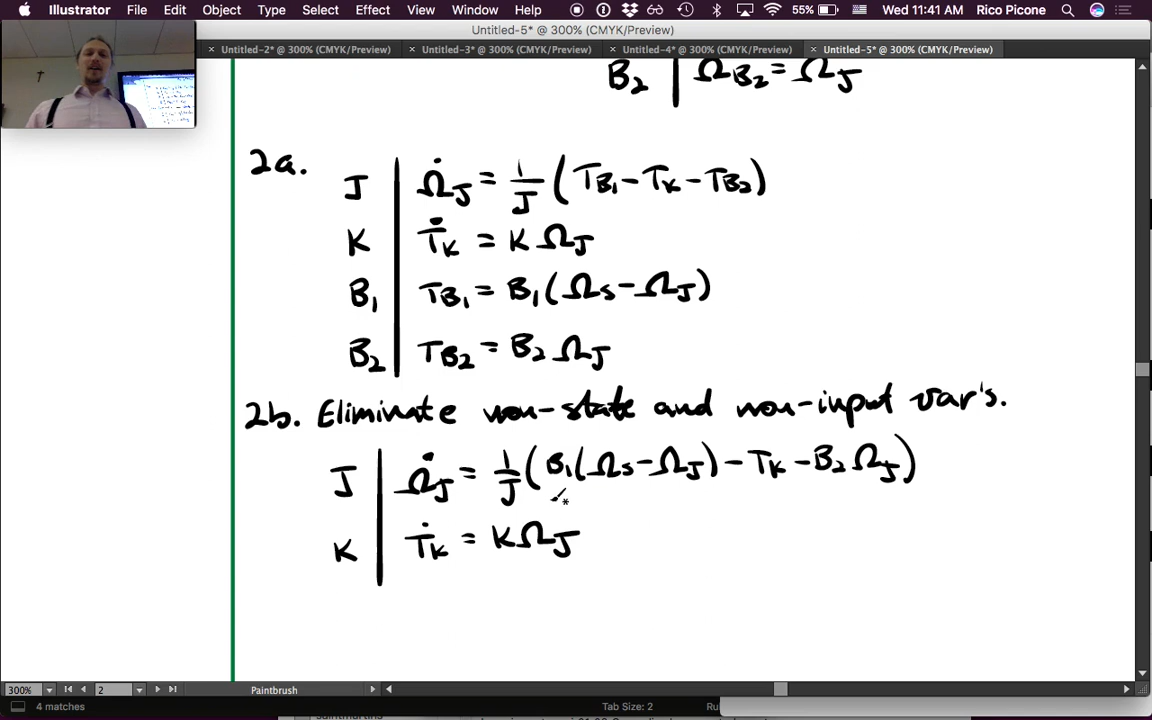 Illustrator File Edit Object Type Select Effect View Window Help 55% Wed 11:41 AM Rico Picone
Untitled-5* @ 300% (CMYK/Preview)
Untitled-2* @ 300% (CMYK/Preview) Untitled-3* @ 300% (CMYK/Preview) Untitled-4* @ 300% (CMYK/Preview) Untitled-5* @ 300% (CMYK/Preview)
B₂ | Ω_B₂ = Ω_J
2a.
J | Ω̇_J = 1/J (T_B₁ - T_K - T_B₂)
K | Ṫ_K = K Ω_J
B₁ | T_B₁ = B₁(Ω_S - Ω_J)
B₂ | T_B₂ = B₂ Ω_J
2b. Eliminate non-state and non-input var's.
J | Ω̇_J = 1/J (B₁(Ω_S - Ω_J) - T_K - B₂ Ω_J)
K | Ṫ_K = K Ω_J
300% 2 Paintbrush
4 matches Tab Size: 2 Ru